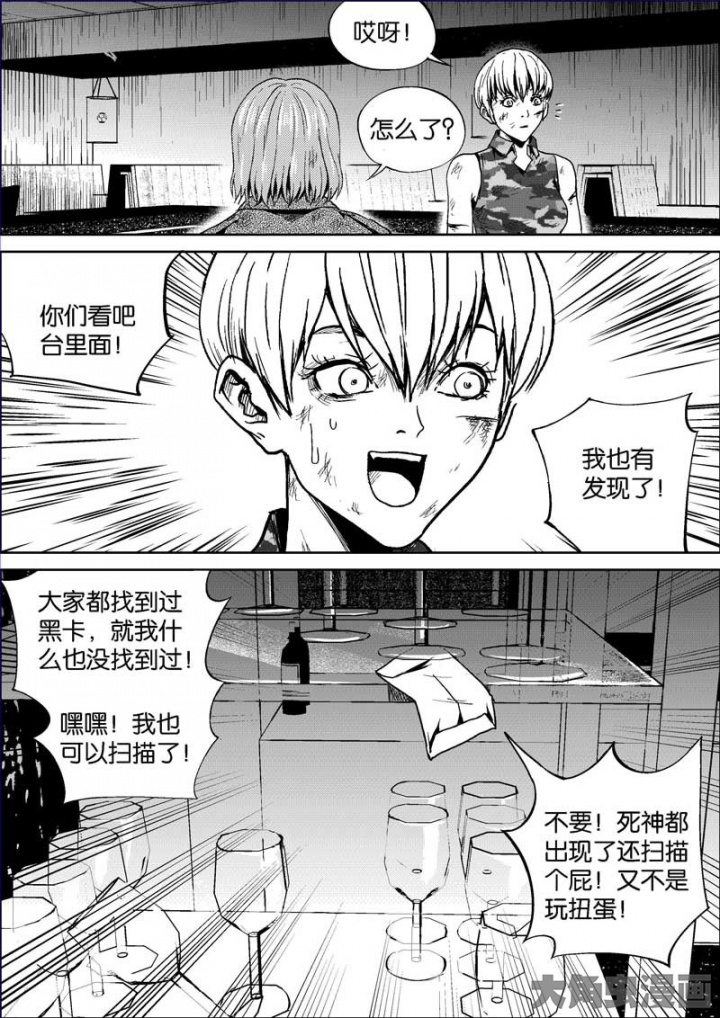 哎呀！
怎么了？
你们看吧
台里面！
我也有
发现了！
大家都找到过
黑卡，就我什
么也没找到过！
嘿嘿！我也
可以扫描了！
不要！死神都
出现了还扫描
个屁！又不是
玩扭蛋！
大角虫漫画